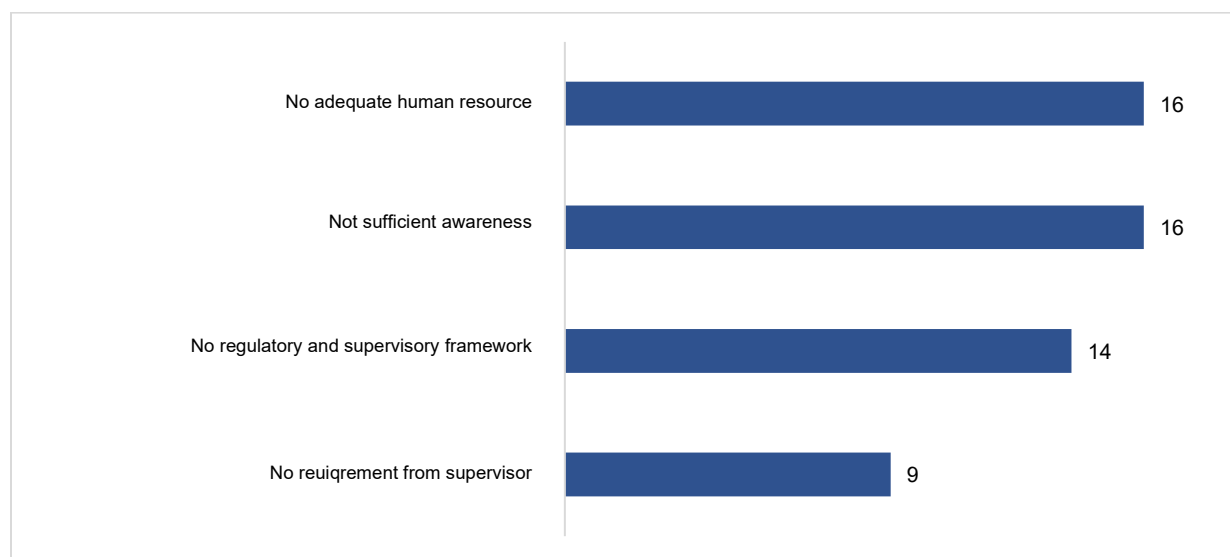 No adequate human resource 16
Not sufficient awareness 16
No regulatory and supervisory framework 14
No reuiqrement from supervisor 9